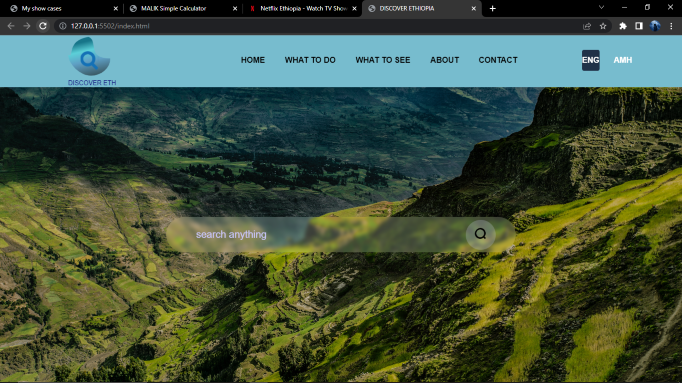 My show cases
MALIK Simple Calculator
Netflix Ethiopia - Watch TV Show
DISCOVER ETHIOPIA
127.0.0.1:5502/index.html
DISCOVER ETH
HOME WHAT TO DO WHAT TO SEE ABOUT CONTACT ENG AMH
search anything